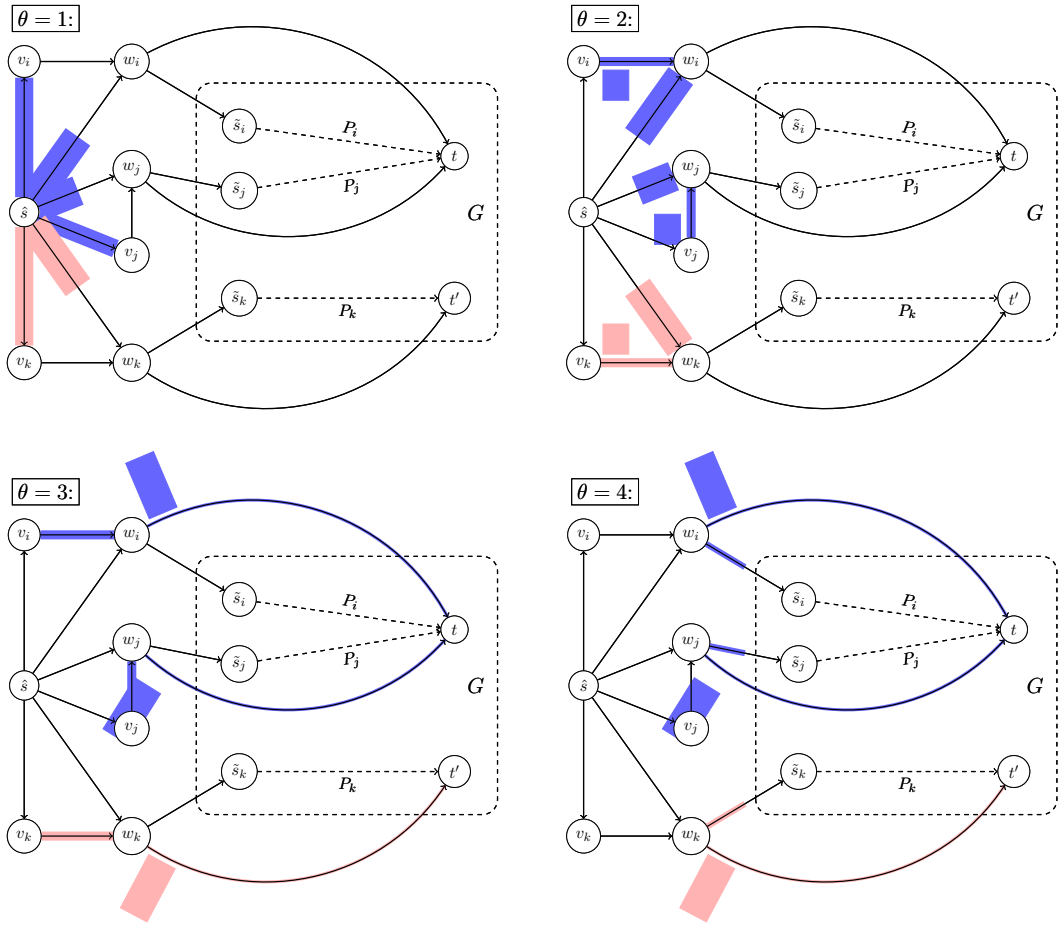 θ = 1:
v_i
w_i
s̃_i
P_i
w_j
s̃_j
P_j
t
ŝ
G
v_j
s̃_k
P_k
t′
v_k
w_k
θ = 2:
v_i
w_i
s̃_i
P_i
w_j
s̃_j
P_j
t
ŝ
G
v_j
s̃_k
P_k
t′
v_k
w_k
θ = 3:
v_i
w_i
s̃_i
P_i
w_j
s̃_j
P_j
t
ŝ
G
v_j
s̃_k
P_k
t′
v_k
w_k
θ = 4:
v_i
w_i
s̃_i
P_i
w_j
s̃_j
P_j
t
ŝ
G
v_j
s̃_k
P_k
t′
v_k
w_k